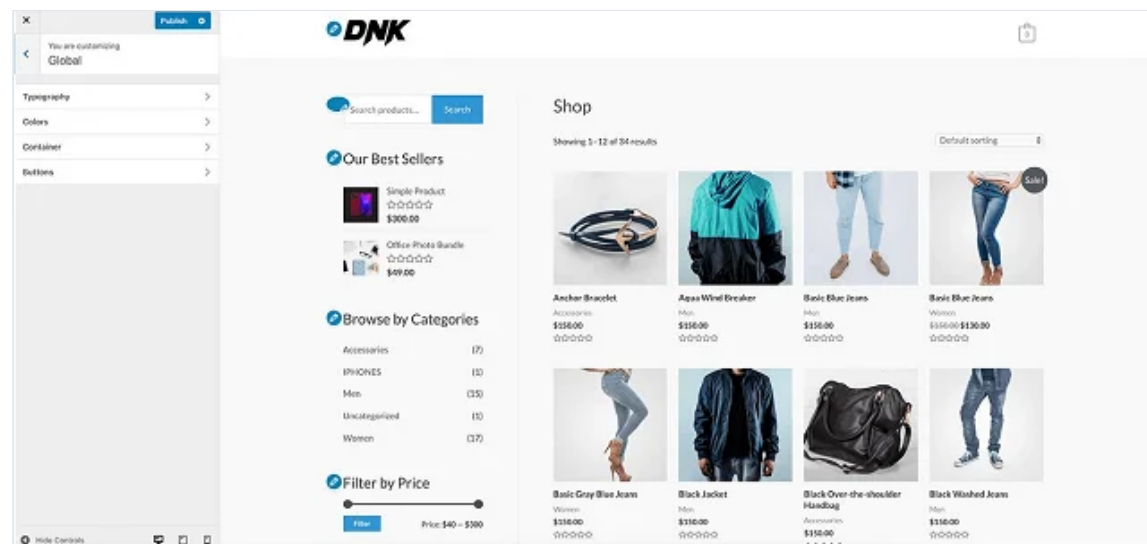 Publish
You are customizing
Global
Typography
Colors
Container
Buttons
Hide Controls
DNK
0
Search products...
Search
Our Best Sellers
Simple Product
$300.00
Office Photo Bundle
$49.00
Browse by Categories
Accessories (7)
IPHONES (1)
Men (15)
Uncategorized (1)
Women (17)
Filter by Price
Filter
Price: $40 — $300
Shop
Showing 1–12 of 34 results
Default sorting
Sale!
Anchor Bracelet
Accessories
$150.00
Aqua Wind Breaker
Men
$150.00
Basic Blue Jeans
Men
$150.00
Basic Blue Jeans
Women
$150.00 $130.00
Basic Gray Blue Jeans
Women
$150.00
Black Jacket
Men
$150.00
Black Over-the-shoulder
Handbag
Accessories
$150.00
Black Washed Jeans
Men
$150.00